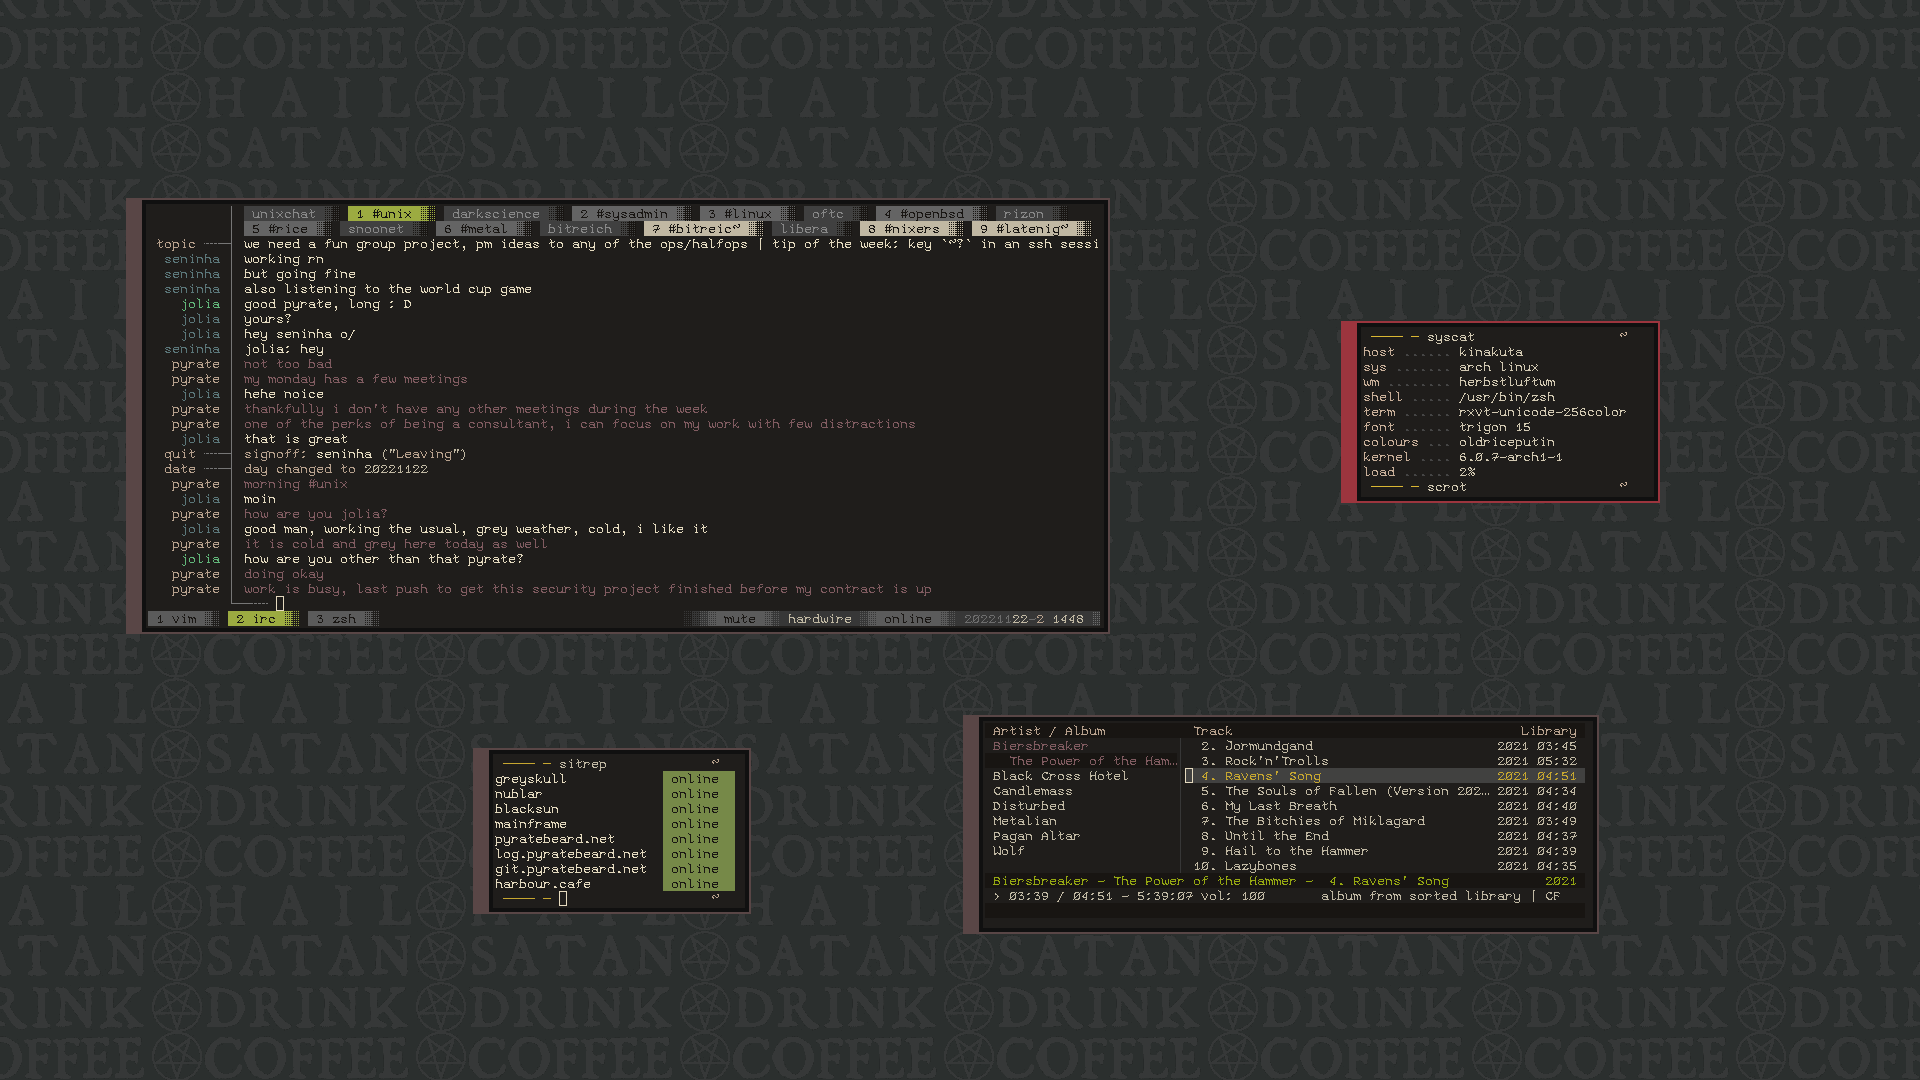 DRINK COFFEE HAIL SATAN
unixchat 1 #unix darkscience 2 #sysadmin 3 #linux oftc 4 #openbsd rizon
5 #rice snoonet 6 #metal bitreich 7 #bitreic~ libera 8 #nixers 9 #latenig~
topic we need a fun group project, pm ideas to any of the ops/halfops | tip of the week: key `~?` in an ssh sessi
seninha working rn
seninha but going fine
seninha also listening to the world cup game
jolia good pyrate, long : D
jolia yours?
jolia hey seninha o/
seninha jolia: hey
pyrate not too bad
pyrate my monday has a few meetings
jolia hehe noice
pyrate thankfully i don't have any other meetings during the week
pyrate one of the perks of being a consultant, i can focus on my work with few distractions
jolia that is great
quit signoff: seninha ("Leaving")
date day changed to 20221122
pyrate morning #unix
jolia moin
pyrate how are you jolia?
jolia good man, working the usual, grey weather, cold, i like it
pyrate it is cold and grey here today as well
jolia how are you other than that pyrate?
pyrate doing okay
pyrate work is busy, last push to get this security project finished before my contract is up
1 vim 2 irc 3 zsh mute hardwire online 20221122-2 1448
—— — syscat ~
host ...... kinakuta
sys ....... arch linux
wm ........ herbstluftwm
shell ..... /usr/bin/zsh
term ...... rxvt-unicode-256color
font ...... trigon 15
colours ... oldriceputin
kernel .... 6.0.7-arch1-1
load ...... 2%
—— — scrot ~
—— — sitrep ~
greyskull online
nublar online
blacksun online
mainframe online
pyratebeard.net online
log.pyratebeard.net online
git.pyratebeard.net online
harbour.cafe online
—— — ~
Artist / Album Track Library
Biersbreaker 2. Jormundgand 2021 03:45
The Power of the Ham… 3. Rock'n'Trolls 2021 05:32
Black Cross Hotel 4. Ravens' Song 2021 04:51
Candlemass 5. The Souls of Fallen (Version 202… 2021 04:34
Disturbed 6. My Last Breath 2021 04:40
Metalian 7. The Bitchies of Miklagard 2021 03:49
Pagan Altar 8. Until the End 2021 04:37
Wolf 9. Hail to the Hammer 2021 04:39
10. Lazybones 2021 04:35
Biersbreaker - The Power of the Hammer - 4. Ravens' Song 2021
> 03:39 / 04:51 - 5:39:07 vol: 100 album from sorted library | CF